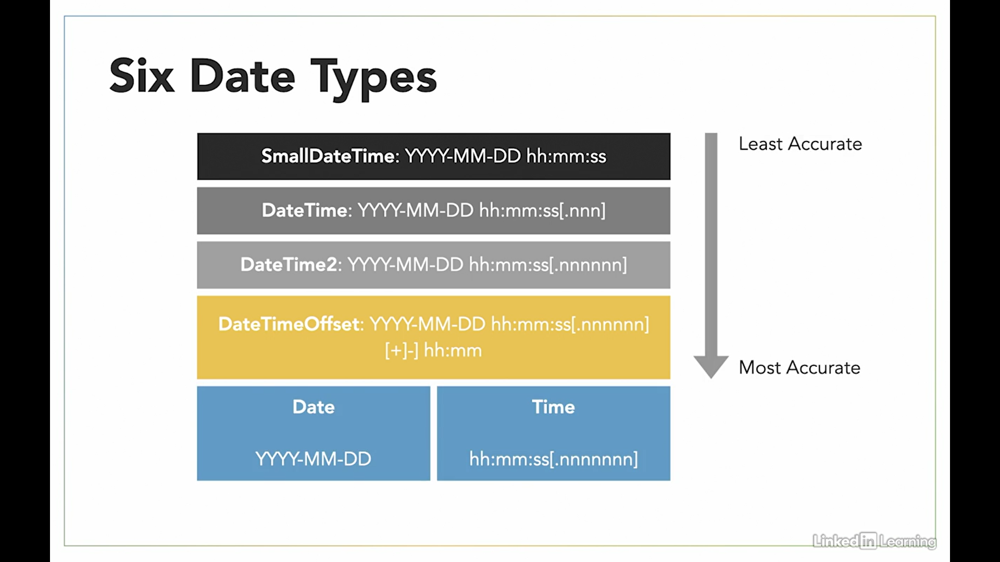 Six Date Types
SmallDateTime: YYYY-MM-DD hh:mm:ss
Least Accurate
DateTime: YYYY-MM-DD hh:mm:ss[.nnn]
DateTime2: YYYY-MM-DD hh:mm:ss[.nnnnnn]
DateTimeOffset: YYYY-MM-DD hh:mm:ss[.nnnnnn]
[+]-] hh:mm
Most Accurate
Date
YYYY-MM-DD
Time
hh:mm:ss[.nnnnnnn]
Linked in Learning